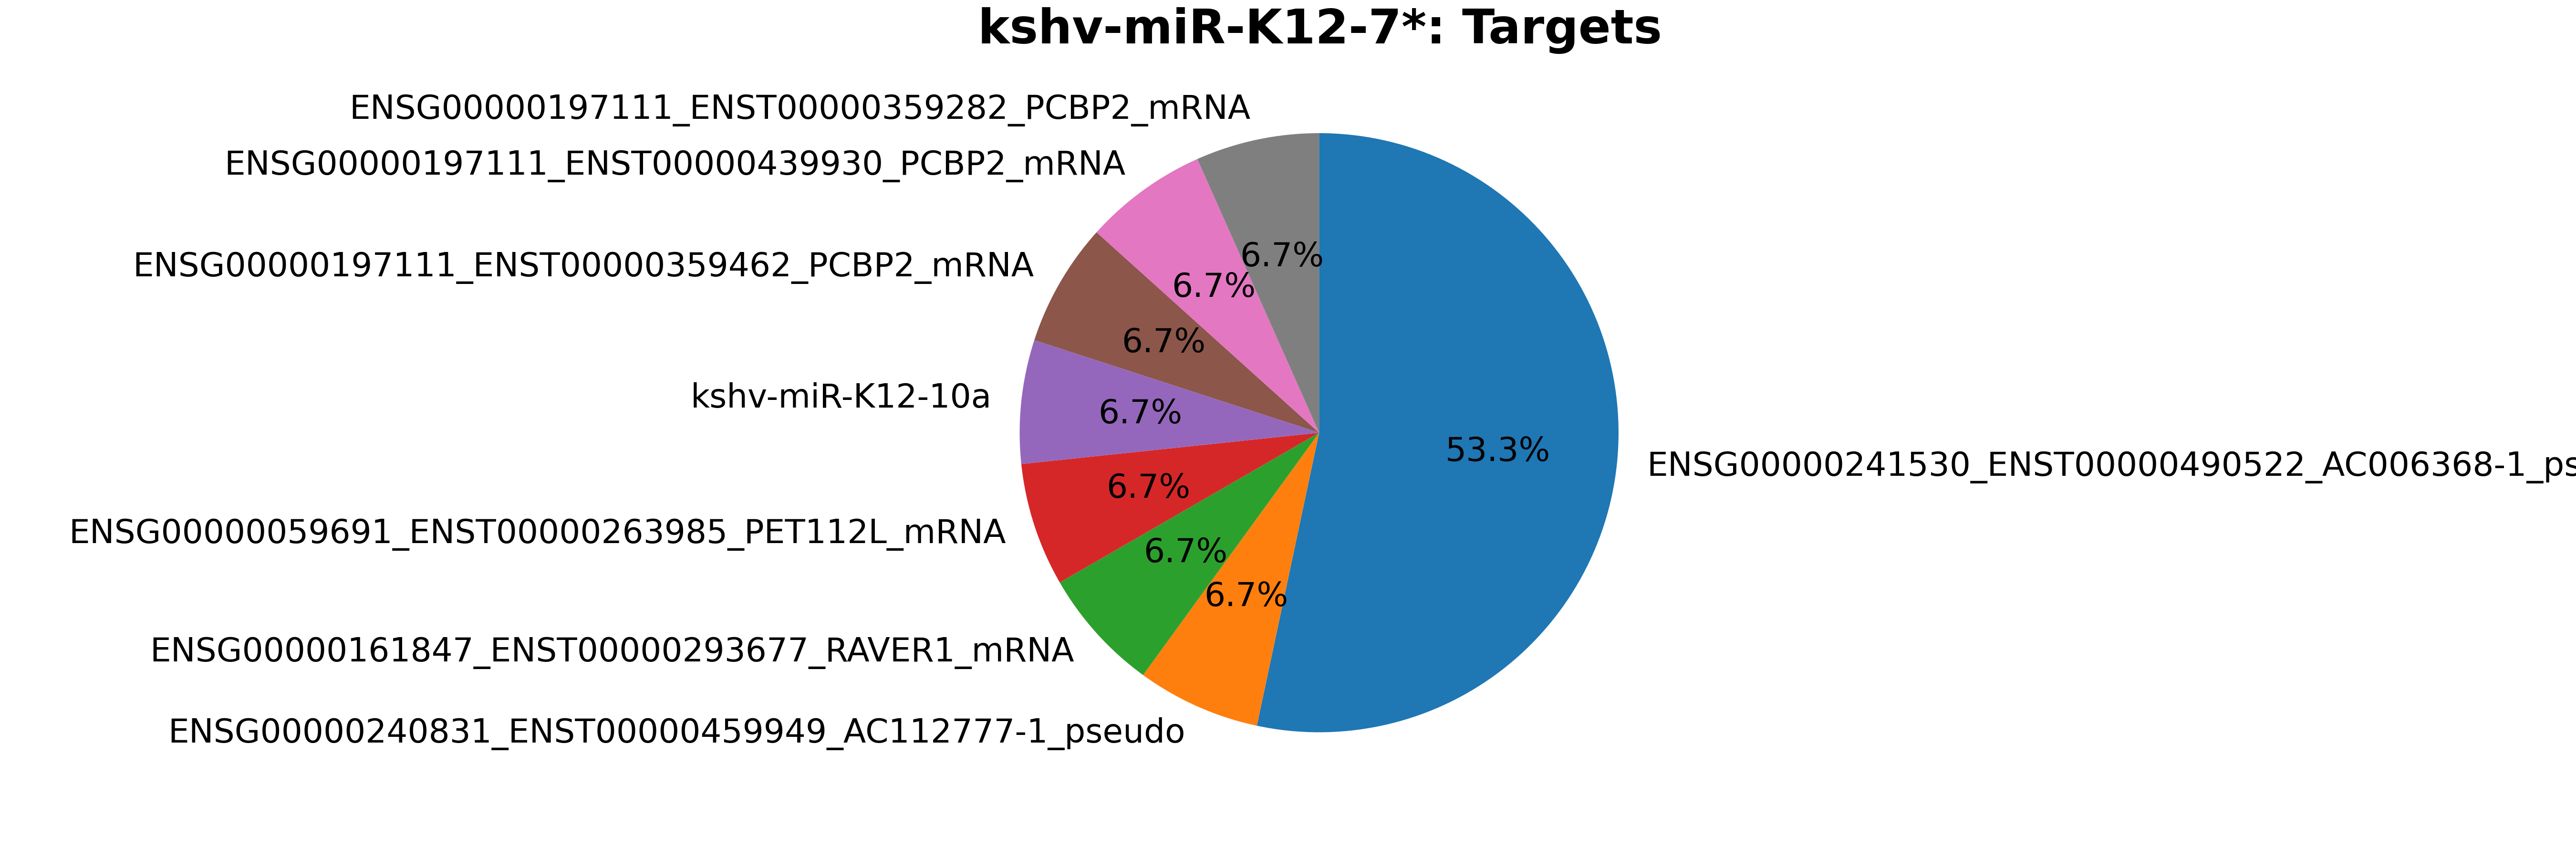 kshv-miR-K12-7*: Targets
ENSG00000197111_ENST00000359282_PCBP2_mRNA
ENSG00000197111_ENST00000439930_PCBP2_mRNA
ENSG00000197111_ENST00000359462_PCBP2_mRNA
kshv-miR-K12-10a
ENSG00000059691_ENST00000263985_PET112L_mRNA
ENSG00000161847_ENST00000293677_RAVER1_mRNA
ENSG00000240831_ENST00000459949_AC112777-1_pseudo
6.7%
6.7%
6.7%
6.7%
6.7%
6.7%
6.7%
53.3%
ENSG00000241530_ENST00000490522_AC006368-1_ps